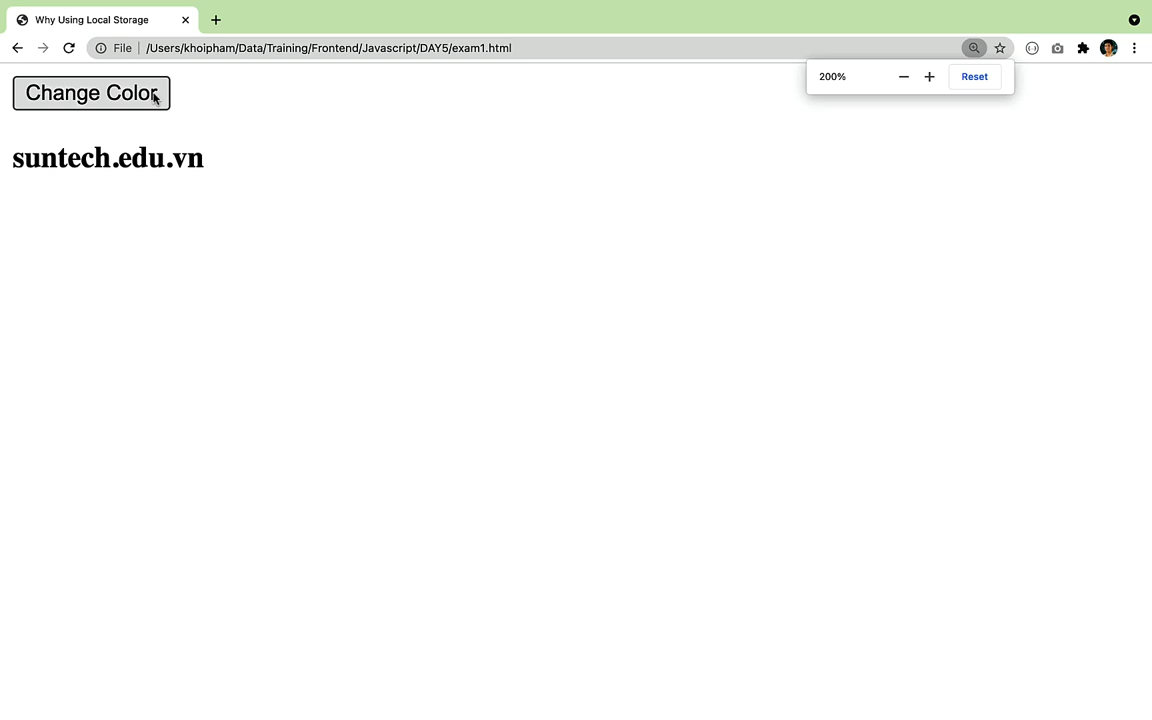 Why Using Local Storage
File | /Users/khoipham/Data/Training/Frontend/Javascript/DAY5/exam1.html
200% − + Reset
Change Color
suntech.edu.vn